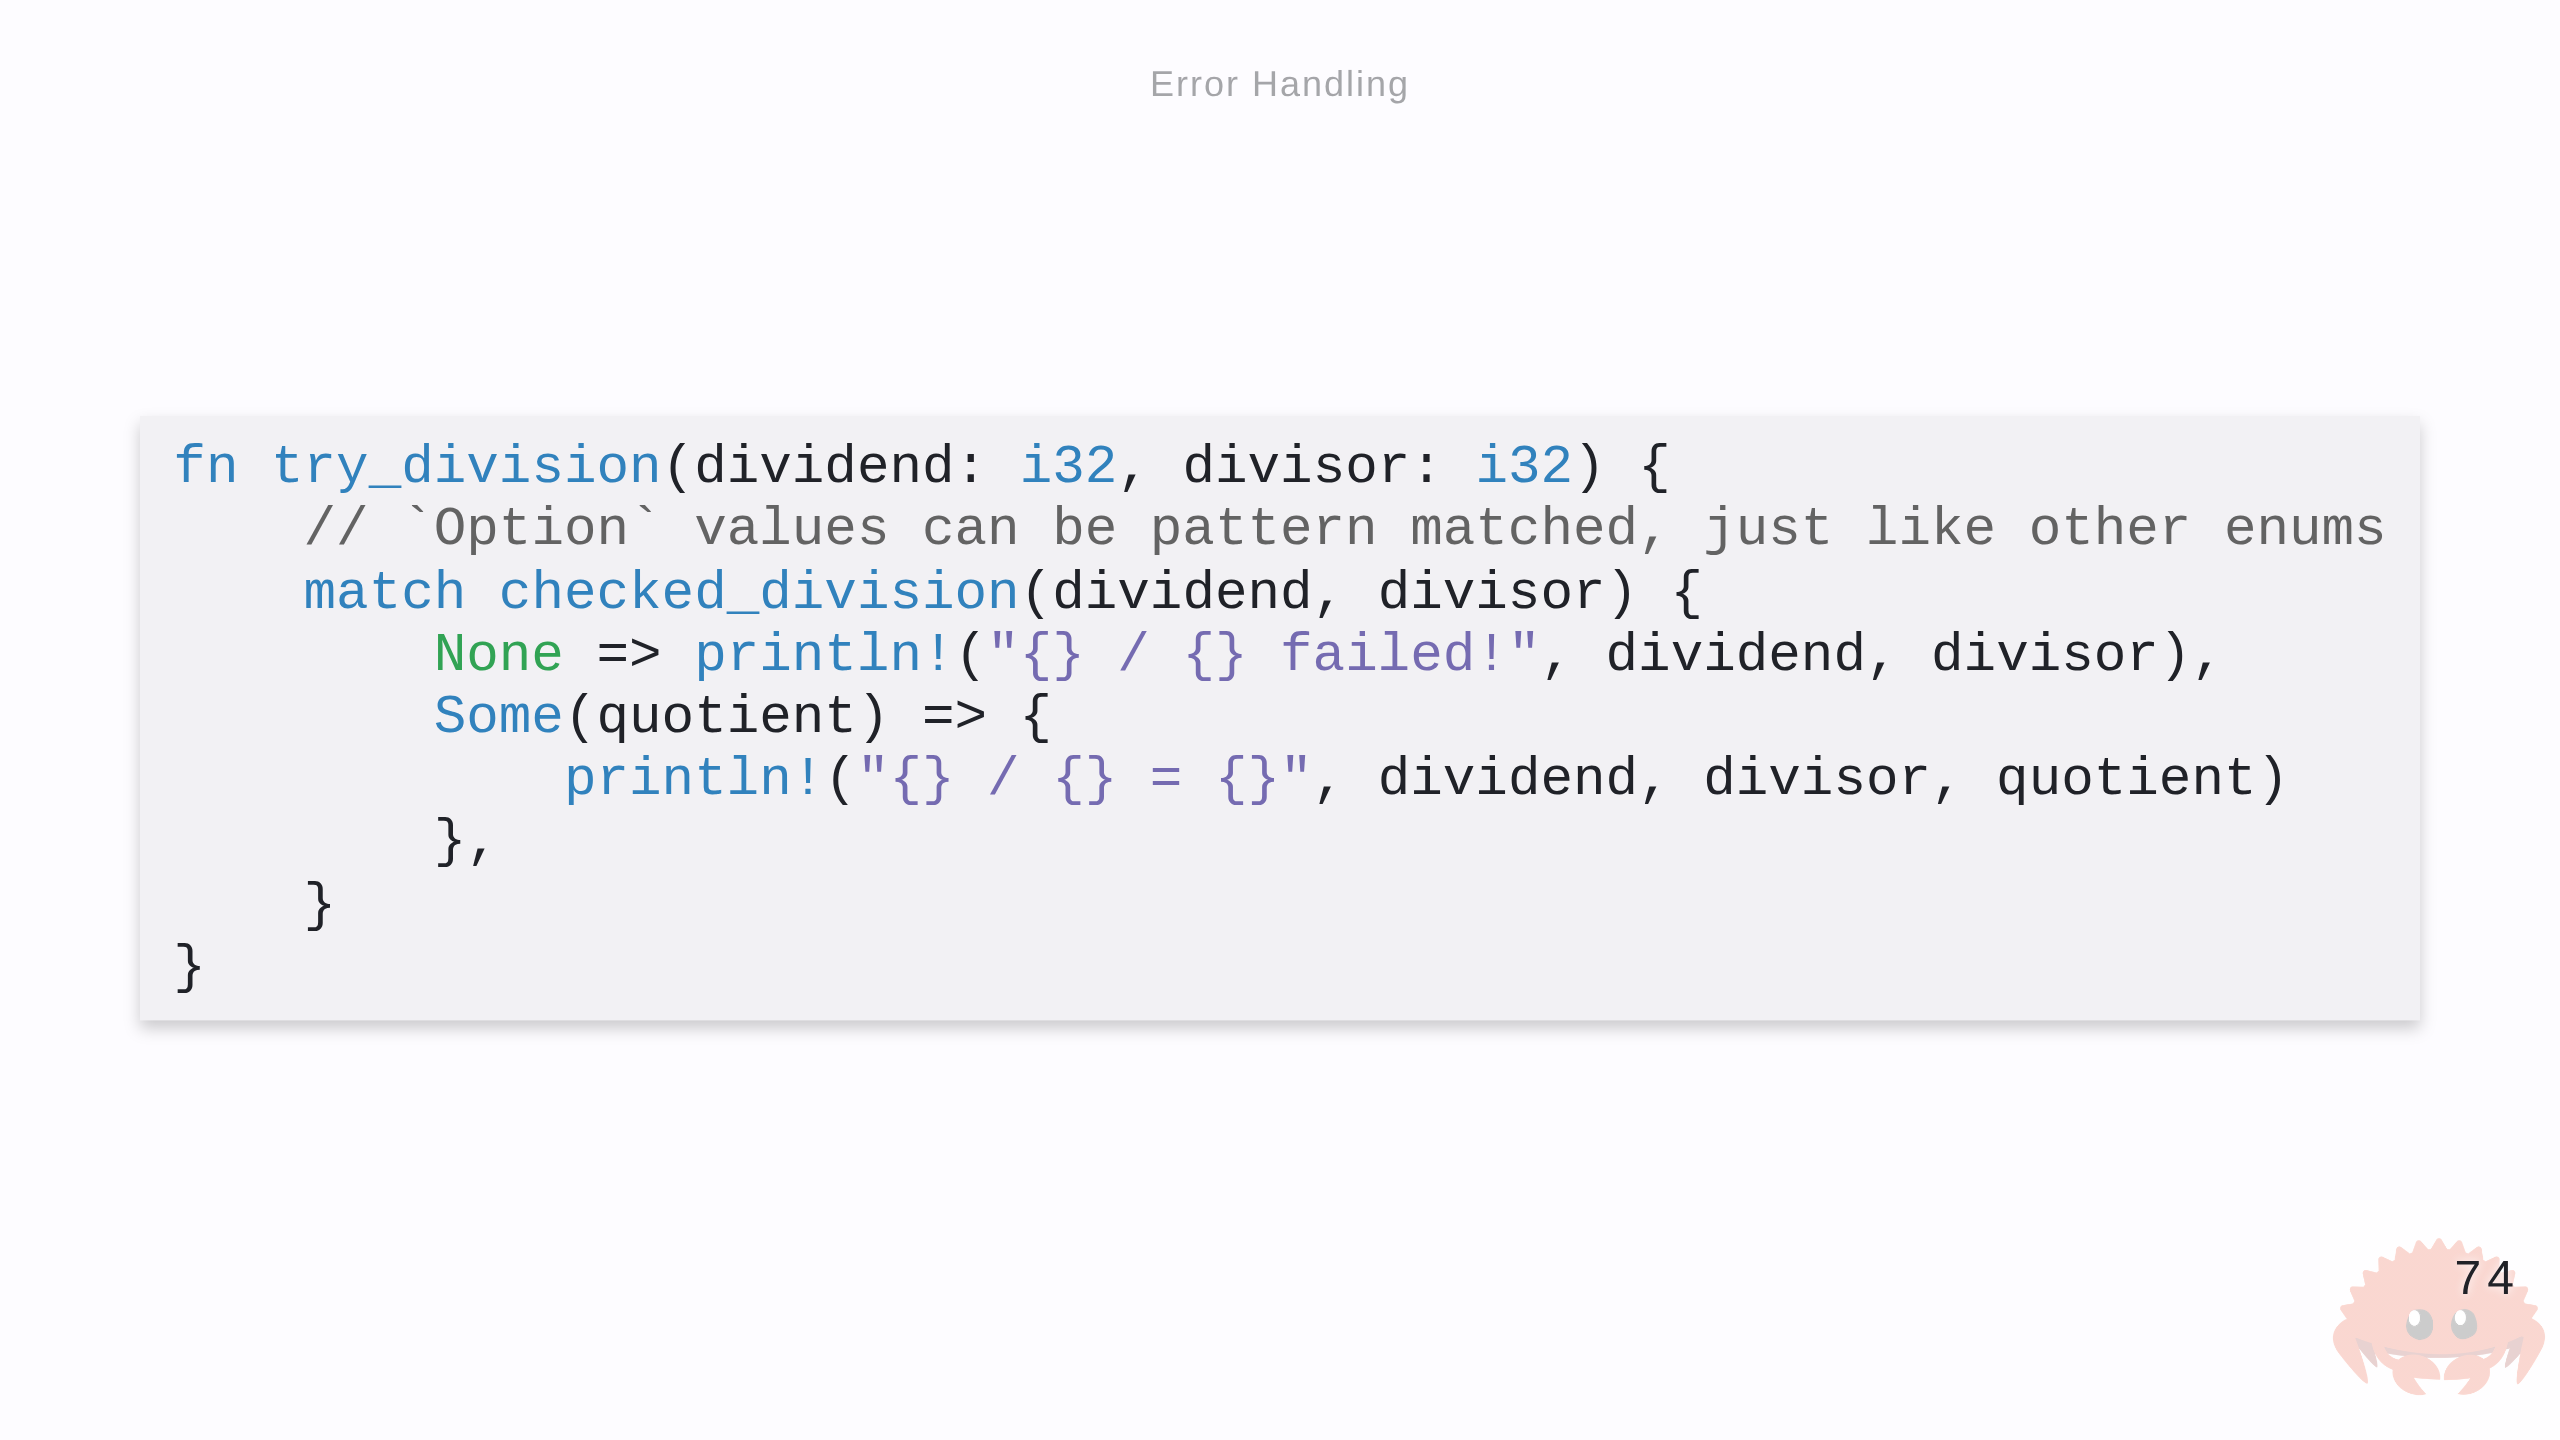 Error Handling
fn try_division(dividend: i32, divisor: i32) {
    // `Option` values can be pattern matched, just like other enums
    match checked_division(dividend, divisor) {
        None => println!("{} / {} failed!", dividend, divisor),
        Some(quotient) => {
            println!("{} / {} = {}", dividend, divisor, quotient)
        },
    }
}
74